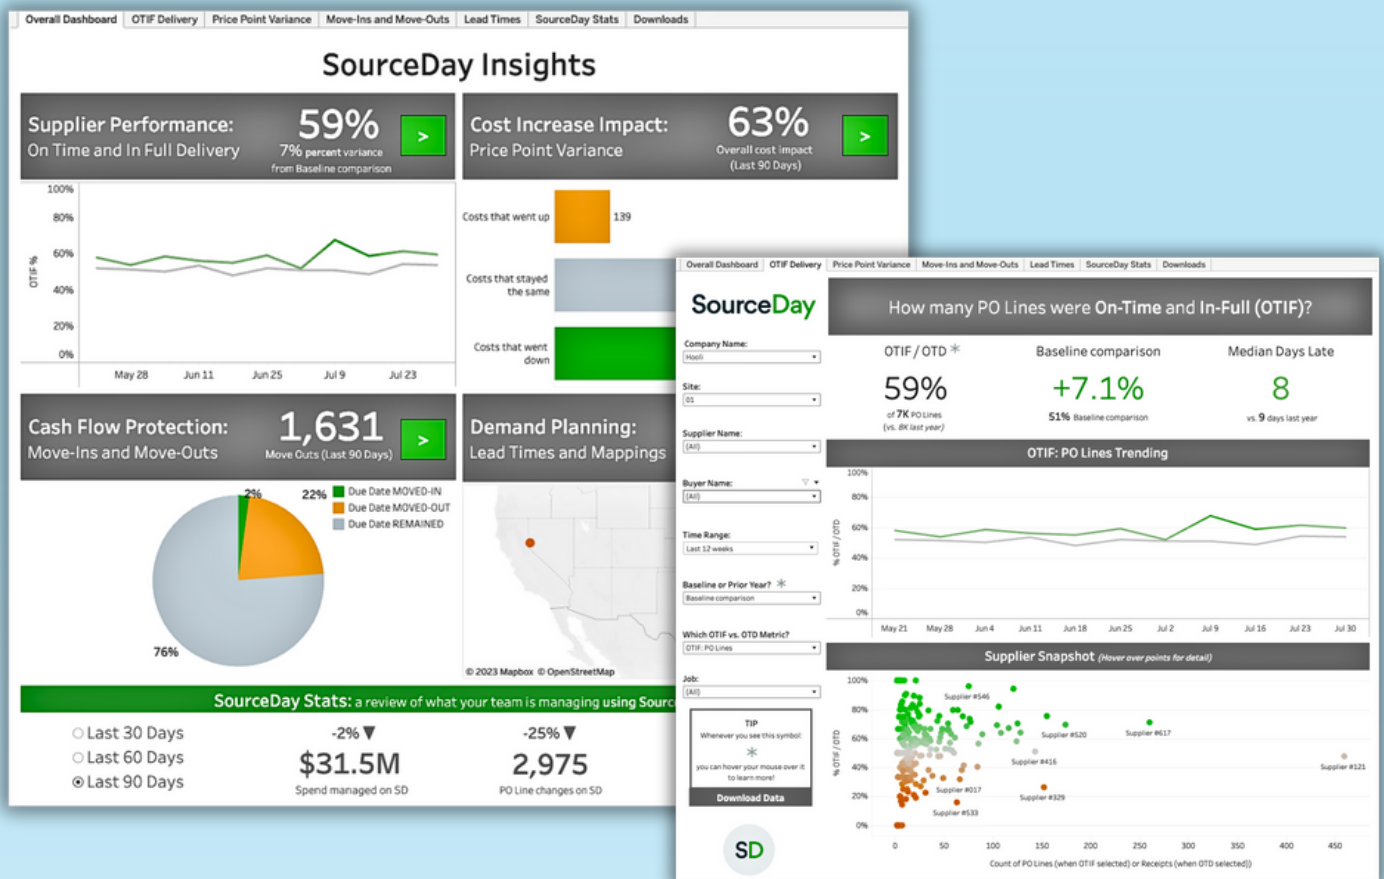 Overall Dashboard OTIF Delivery Price Point Variance Move-Ins and Move-Outs Lead Times SourceDay Stats Downloads
SourceDay Insights
Supplier Performance:
On Time and In Full Delivery
59%
7% percent variance
from Baseline comparison
>
Cost Increase Impact:
Price Point Variance
63%
Overall cost impact
(Last 90 Days)
>
OTIF %
100%
80%
60%
40%
20%
0%
May 28 Jun 11 Jun 25 Jul 9 Jul 23
Costs that went up
139
Costs that stayed
the same
Costs that went
down
Cash Flow Protection:
Move-Ins and Move-Outs
1,631
Move Outs (Last 90 Days)
>
Demand Planning:
Lead Times and Mappings
2%
22%
76%
Due Date MOVED-IN
Due Date MOVED-OUT
Due Date REMAINED
© 2023 Mapbox © OpenStreetMap
SourceDay Stats: a review of what your team is managing using Sourc
Last 30 Days
Last 60 Days
Last 90 Days
-2% ▼
$31.5M
Spend managed on SD
-25% ▼
2,975
PO Line changes on SD
Overall Dashboard OTIF Delivery Price Point Variance Move-Ins and Move-Outs Lead Times SourceDay Stats Downloads
SourceDay
Company Name:
Hooli
Site:
01
Supplier Name:
(All)
Buyer Name:
(All)
Time Range:
Last 12 weeks
Baseline or Prior Year? *
Baseline comparison
Which OTIF vs. OTD Metric?
OTIF: PO Lines
Job:
(All)
TIP
Whenever you see this symbol:
*
you can hover your mouse over it
to learn more!
Download Data
SD
How many PO Lines were On-Time and In-Full (OTIF)?
OTIF / OTD *
59%
of 7K PO Lines
(vs. 8K last year)
Baseline comparison
+7.1%
51% Baseline comparison
Median Days Late
8
vs. 9 days last year
OTIF: PO Lines Trending
% OTIF / OTD
100%
80%
60%
40%
20%
0%
May 21 May 28 Jun 4 Jun 11 Jun 18 Jun 25 Jul 2 Jul 9 Jul 16 Jul 23 Jul 30
Supplier Snapshot (Hover over points for detail)
% OTIF / OTD
100%
80%
60%
40%
20%
0%
Supplier #546
Supplier #520
Supplier #617
Supplier #416
Supplier #121
Supplier #017
Supplier #329
Supplier #533
0 50 100 150 200 250 300 350 400 450
Count of PO Lines (when OTIF selected) or Receipts (when OTD selected))